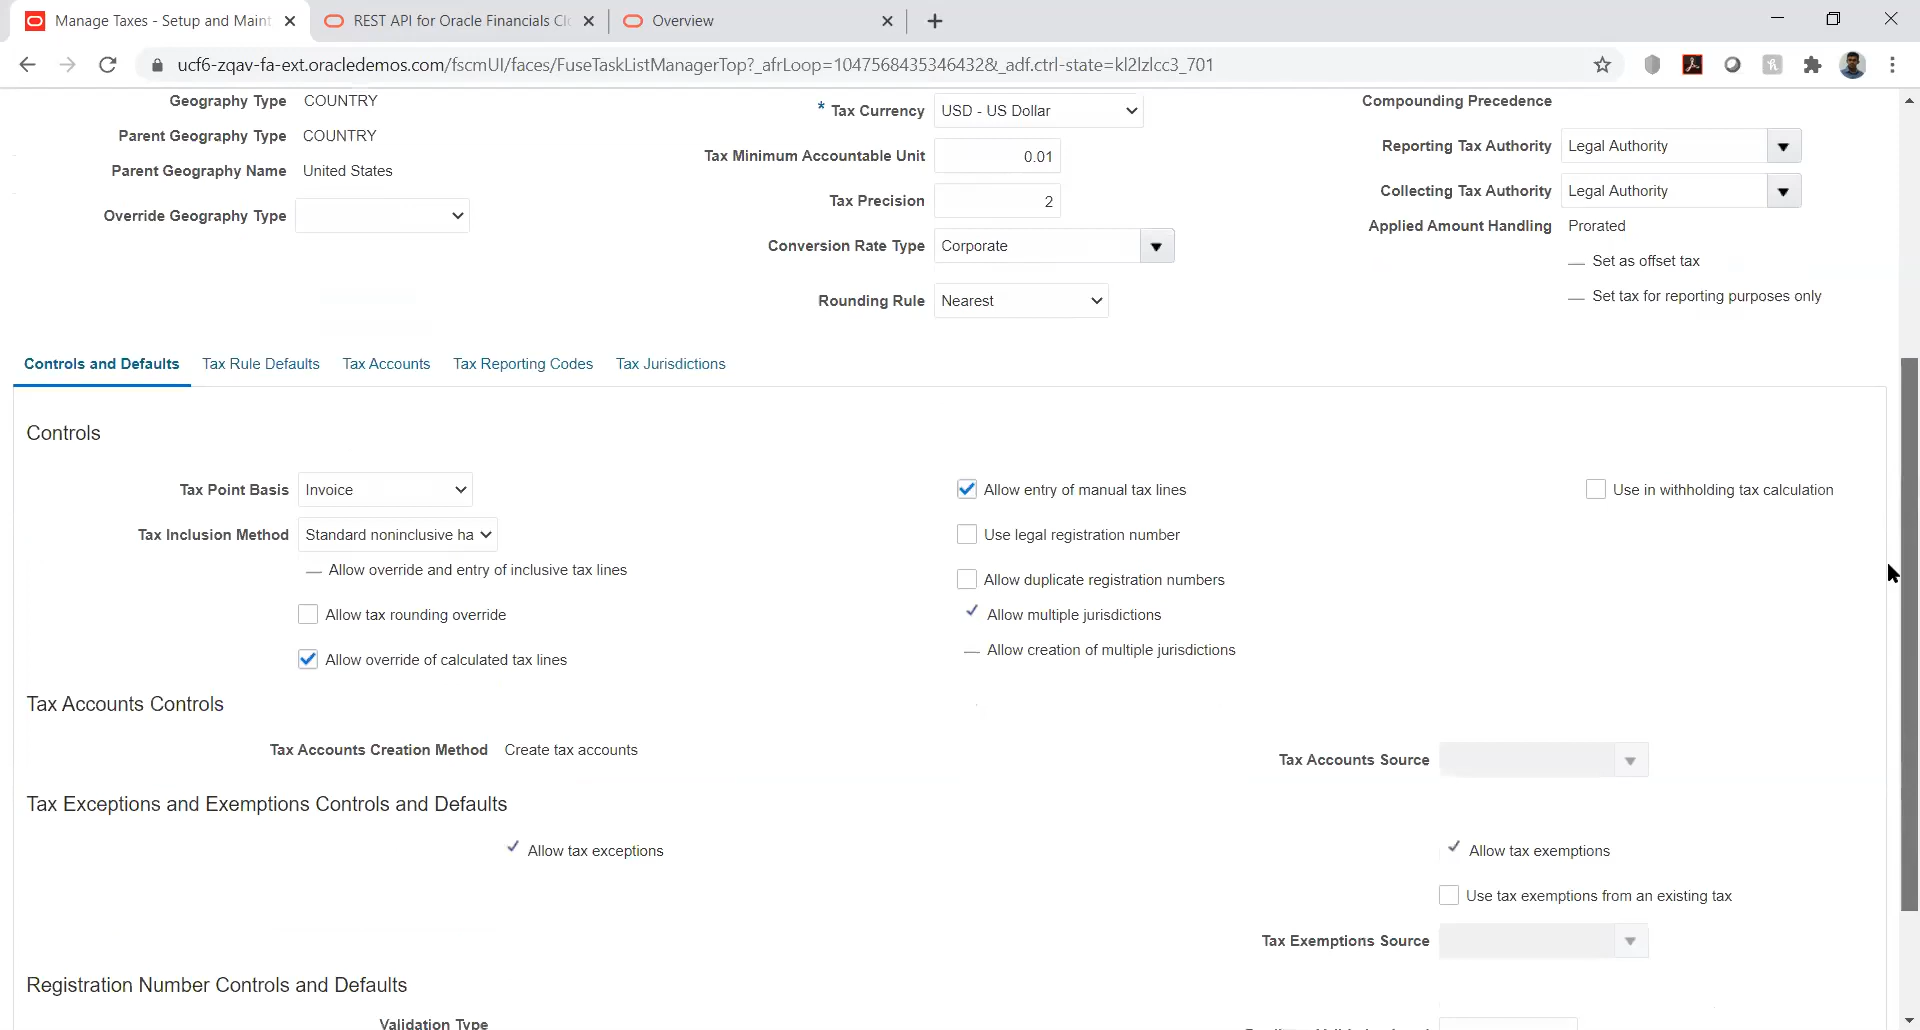 Manage Taxes - Setup and Maint
REST API for Oracle Financials Cl
Overview
ucf6-zqav-fa-ext.oracledemos.com/fscmUI/faces/FuseTaskListManagerTop?_afrLoop=10475684353464328&_adf.ctrl-state=kl2lzlcc3_701
Geography Type COUNTRY
Parent Geography Type COUNTRY
Parent Geography Name United States
Override Geography Type
* Tax Currency USD - US Dollar
Tax Minimum Accountable Unit 0.01
Tax Precision 2
Conversion Rate Type Corporate
Rounding Rule Nearest
Compounding Precedence
Reporting Tax Authority Legal Authority
Collecting Tax Authority Legal Authority
Applied Amount Handling Prorated
Set as offset tax
Set tax for reporting purposes only
Controls and Defaults Tax Rule Defaults Tax Accounts Tax Reporting Codes Tax Jurisdictions
Controls
Tax Point Basis Invoice
Tax Inclusion Method Standard noninclusive ha
Allow override and entry of inclusive tax lines
Allow tax rounding override
Allow override of calculated tax lines
Allow entry of manual tax lines
Use legal registration number
Allow duplicate registration numbers
Allow multiple jurisdictions
Allow creation of multiple jurisdictions
Use in withholding tax calculation
Tax Accounts Controls
Tax Accounts Creation Method Create tax accounts
Tax Accounts Source
Tax Exceptions and Exemptions Controls and Defaults
Allow tax exceptions
Allow tax exemptions
Use tax exemptions from an existing tax
Tax Exemptions Source
Registration Number Controls and Defaults
Validation Type